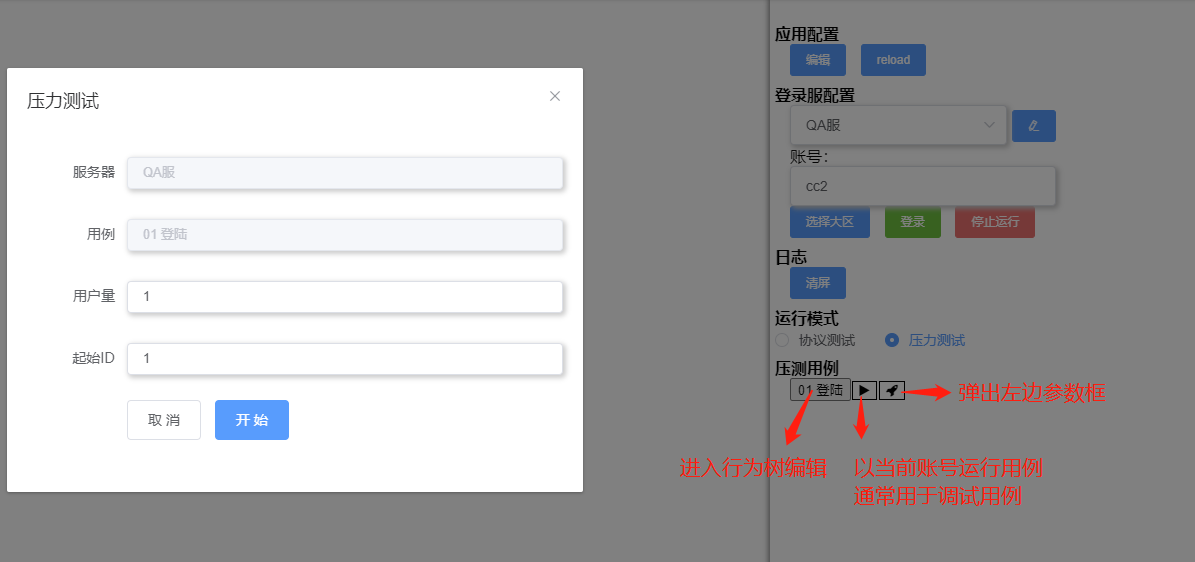 压力测试
服务器
QA服
用例
01 登陆
用户量
1
起始ID
1
取 消
开 始
应用配置
编辑
reload
登录服配置
QA服
账号：
cc2
选择大区
登录
停止运行
日志
清屏
运行模式
协议测试
压力测试
压测用例
01 登陆
弹出左边参数框
进入行为树编辑
以当前账号运行用例
通常用于调试用例